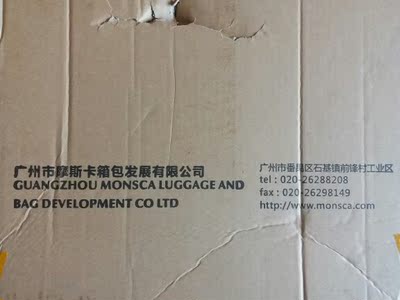 广州市摩斯卡箱包发展有限公司
GUANGZHOU MONSCA LUGGAGE AND
BAG DEVELOPMENT CO LTD
广州市番禺区石基镇前锋村工业区
tel : 020-26288208
fax : 020-26298149
http://www.monsca.com